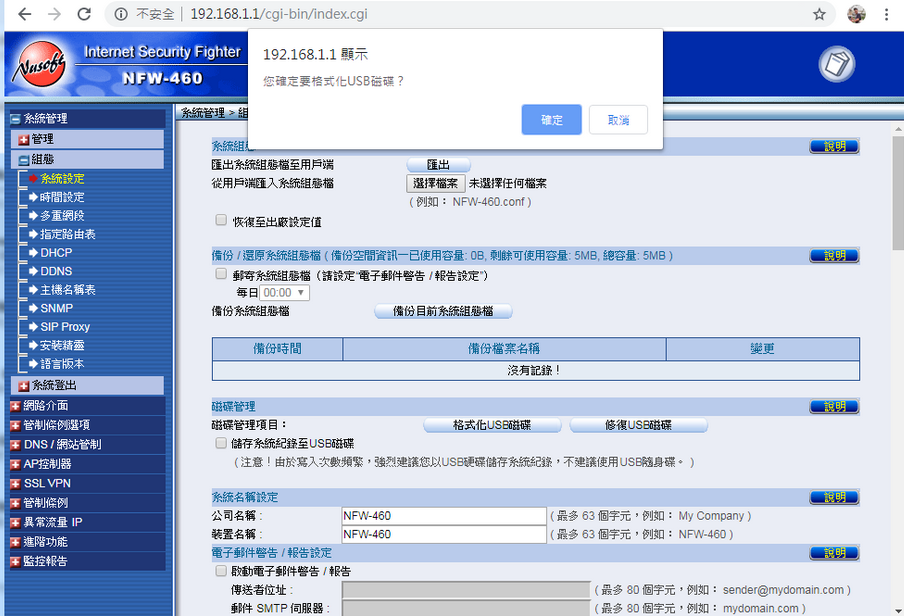 不安全 | 192.168.1.1/cgi-bin/index.cgi
Nusoft Internet Security Fighter
NFW-460
192.168.1.1 顯示
您確定要格式化USB磁碟？
確定 取消
系統管理
管理
組態
系統設定
時間設定
多重網段
指定路由表
DHCP
DDNS
主機名稱表
SNMP
SIP Proxy
安裝精靈
語言版本
系統登出
網路介面
管制條例選項
DNS / 網站管制
AP控制器
SSL VPN
管制條例
異常流量 IP
進階功能
監控報告
系統管理 > 組
系統組態 說明
匯出系統組態檔至用戶端 匯出
從用戶端匯入系統組態檔 選擇檔案 未選擇任何檔案
( 例如： NFW-460.conf )
恢復至出廠設定值
備份 / 還原系統組態檔 ( 備份空間資訊一已使用容量: 0B, 剩餘可使用容量: 5MB, 總容量: 5MB ) 說明
郵寄系統組態檔（請設定“電子郵件警告 / 報告設定”）
每日 00:00
備份系統組態檔 備份目前系統組態檔
備份時間 備份檔案名稱 變更
沒有記錄！
磁碟管理 說明
磁碟管理項目： 格式化USB磁碟 修復USB磁碟
儲存系統紀錄至USB磁碟
（注意！由於寫入次數頻繁，強烈建議您以USB硬碟儲存系統紀錄，不建議使用USB隨身碟。）
系統名稱設定 說明
公司名稱 : NFW-460 ( 最多 63 個字元，例如： My Company )
裝置名稱 : NFW-460 ( 最多 63 個字元，例如： NFW-460 )
電子郵件警告 / 報告設定 說明
啟動電子郵件警告 / 報告
傳送者位址 : ( 最多 80 個字元，例如： sender@mydomain.com )
郵件 SMTP 伺服器 : ( 最多 80 個字元，例如： mydomain.com )